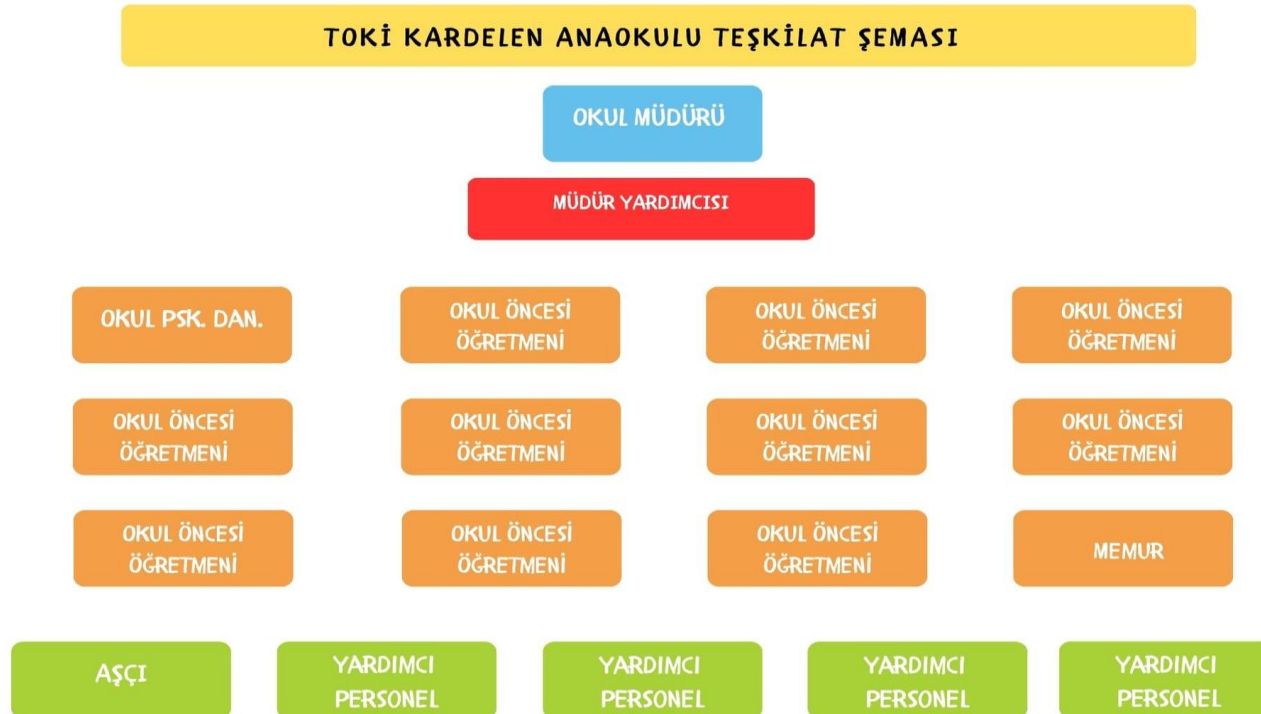 TOKİ KARDELEN ANAOKULU TEŞKİLAT ŞEMASI
OKUL MÜDÜRÜ
MÜDÜR YARDIMCISI
OKUL PSK. DAN.
OKUL ÖNCESİ
ÖĞRETMENİ
OKUL ÖNCESİ
ÖĞRETMENİ
OKUL ÖNCESİ
ÖĞRETMENİ
OKUL ÖNCESİ
ÖĞRETMENİ
OKUL ÖNCESİ
ÖĞRETMENİ
OKUL ÖNCESİ
ÖĞRETMENİ
OKUL ÖNCESİ
ÖĞRETMENİ
OKUL ÖNCESİ
ÖĞRETMENİ
OKUL ÖNCESİ
ÖĞRETMENİ
OKUL ÖNCESİ
ÖĞRETMENİ
MEMUR
AŞÇI
YARDIMCI
PERSONEL
YARDIMCI
PERSONEL
YARDIMCI
PERSONEL
YARDIMCI
PERSONEL